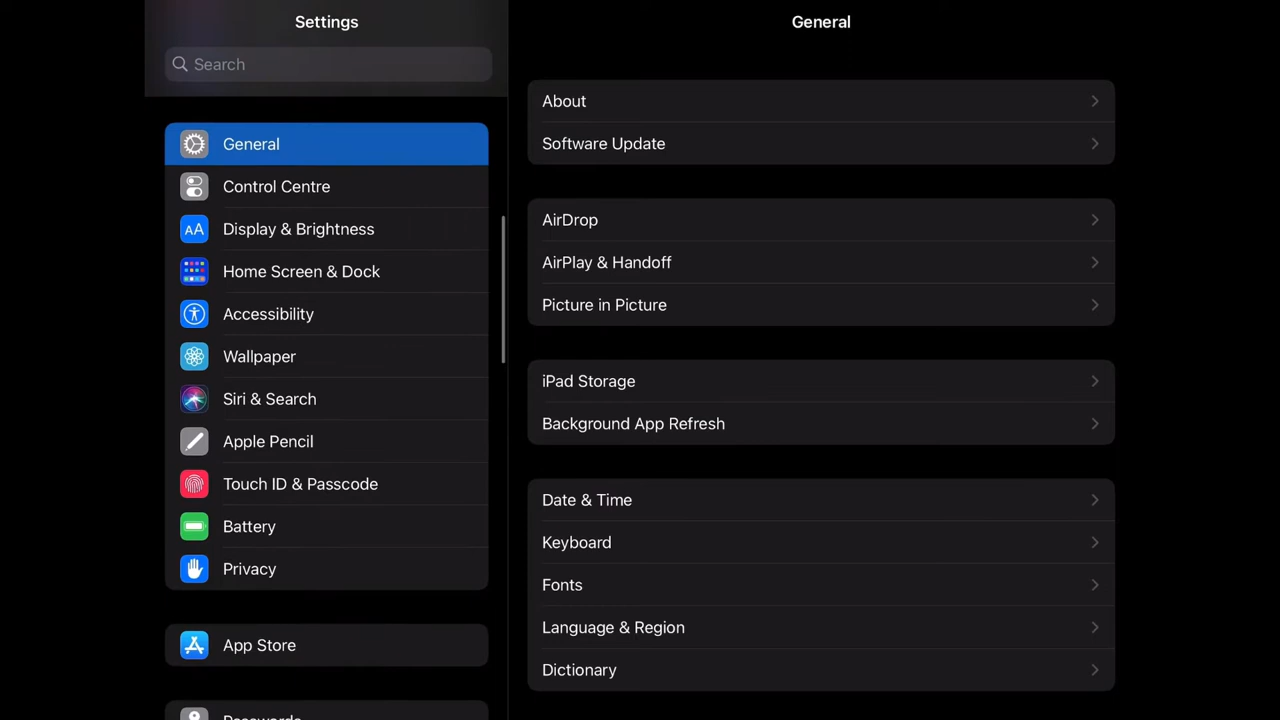 Settings
Search
General
Control Centre
AA
Display & Brightness
Home Screen & Dock
Accessibility
Wallpaper
Siri & Search
Apple Pencil
Touch ID & Passcode
Battery
Privacy
App Store
Passwords
General
About
Software Update
AirDrop
AirPlay & Handoff
Picture in Picture
iPad Storage
Background App Refresh
Date & Time
Keyboard
Fonts
Language & Region
Dictionary